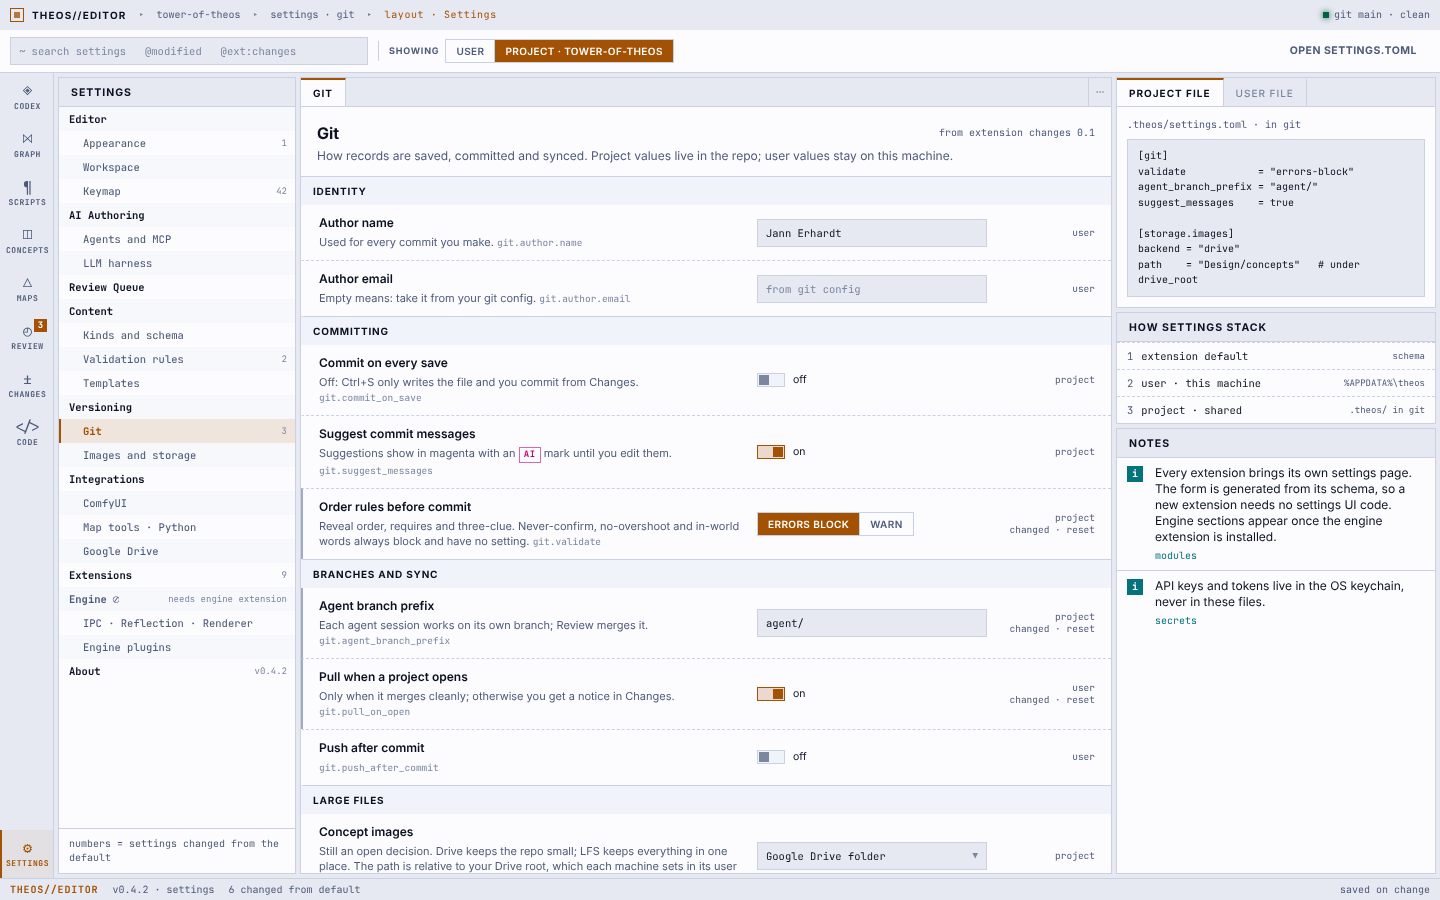 THEOS//EDITOR ▸ tower-of-theos ▸ settings · git ▸ layout · Settings
git main · clean
~ search settings @modified @ext:changes
SHOWING USER PROJECT · TOWER-OF-THEOS
OPEN SETTINGS.TOML
CODEX
GRAPH
SCRIPTS
CONCEPTS
MAPS
3
REVIEW
CHANGES
CODE
SETTINGS
SETTINGS
Editor
Appearance 1
Workspace
Keymap 42
AI Authoring
Agents and MCP
LLM harness
Review Queue
Content
Kinds and schema
Validation rules 2
Templates
Versioning
Git 3
Images and storage
Integrations
ComfyUI
Map tools · Python
Google Drive
Extensions 9
Engine ∅ needs engine extension
IPC · Reflection · Renderer
Engine plugins
About v0.4.2
numbers = settings changed from the
default
GIT
···
Git
from extension changes 0.1
How records are saved, committed and synced. Project values live in the repo; user values stay on this machine.
IDENTITY
Author name
Used for every commit you make. git.author.name
Jann Erhardt
user
Author email
Empty means: take it from your git config. git.author.email
from git config
user
COMMITTING
Commit on every save
Off: Ctrl+S only writes the file and you commit from Changes.
git.commit_on_save
off
project
Suggest commit messages
Suggestions show in magenta with an AI mark until you edit them.
git.suggest_messages
on
project
Order rules before commit
Reveal order, requires and three-clue. Never-confirm, no-overshoot and in-world
words always block and have no setting. git.validate
ERRORS BLOCK WARN
project
changed · reset
BRANCHES AND SYNC
Agent branch prefix
Each agent session works on its own branch; Review merges it.
git.agent_branch_prefix
agent/
project
changed · reset
Pull when a project opens
Only when it merges cleanly; otherwise you get a notice in Changes.
git.pull_on_open
on
user
changed · reset
Push after commit
git.push_after_commit
off
user
LARGE FILES
Concept images
Still an open decision. Drive keeps the repo small; LFS keeps everything in one
place. The path is relative to your Drive root, which each machine sets in its user
Google Drive folder ▼
project
PROJECT FILE USER FILE
.theos/settings.toml · in git
[git]
validate = "errors-block"
agent_branch_prefix = "agent/"
suggest_messages = true
[storage.images]
backend = "drive"
path = "Design/concepts" # under
drive_root
HOW SETTINGS STACK
1 extension default schema
2 user · this machine %APPDATA%\theos
3 project · shared .theos/ in git
NOTES
i
Every extension brings its own settings page.
The form is generated from its schema, so a
new extension needs no settings UI code.
Engine sections appear once the engine
extension is installed.
modules
i
API keys and tokens live in the OS keychain,
never in these files.
secrets
THEOS//EDITOR v0.4.2 · settings 6 changed from default
saved on change